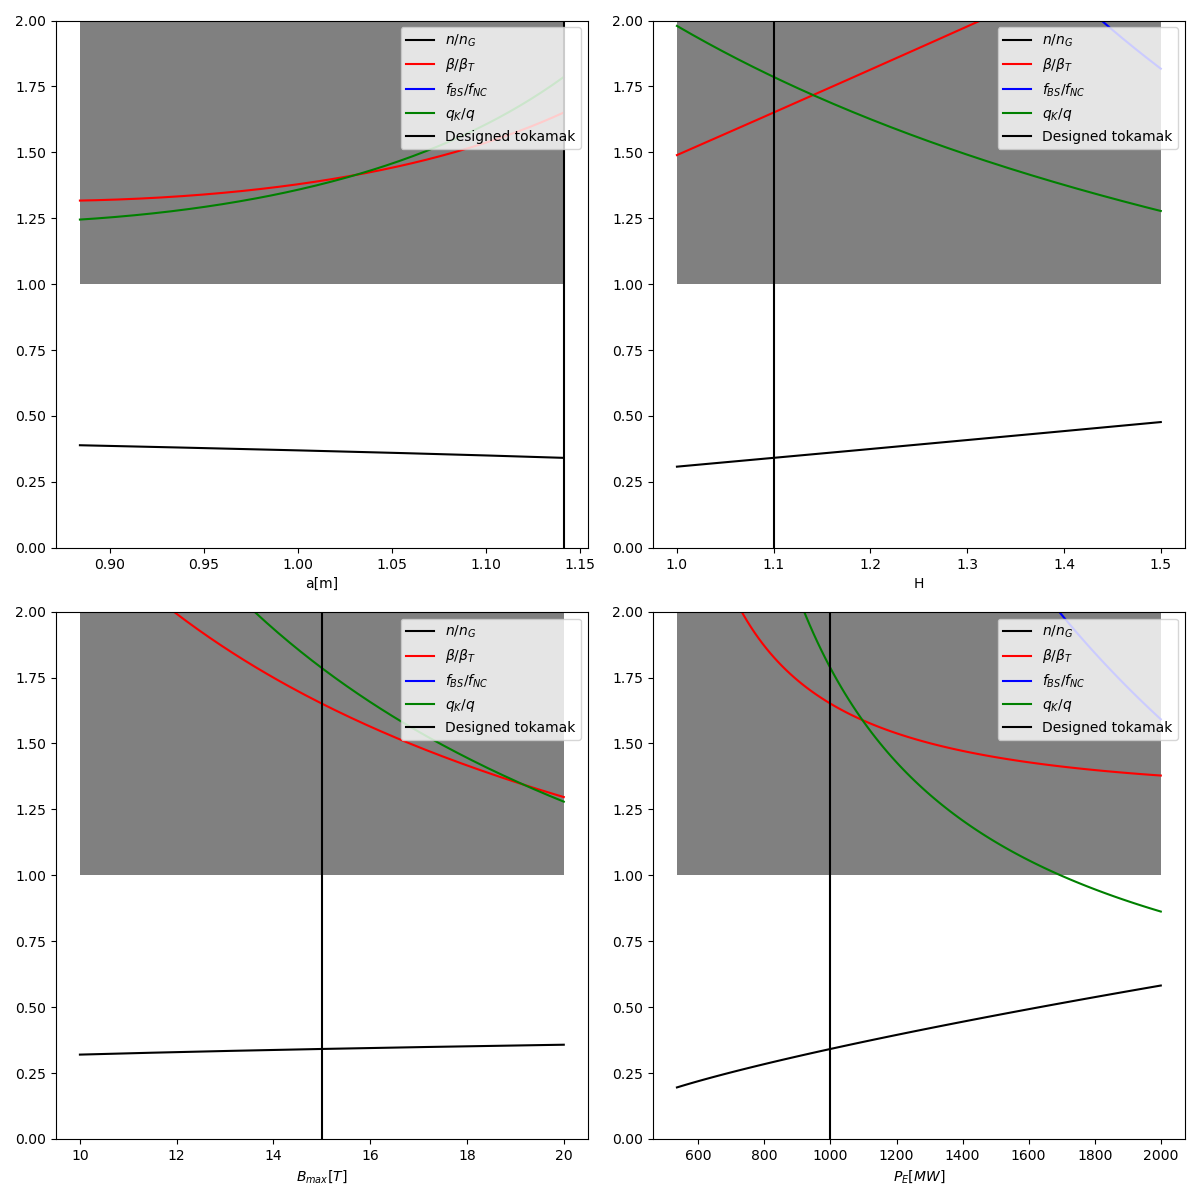 2.00
1.75
1.50
1.25
1.00
0.75
0.50
0.25
0.00
0.90 0.95 1.00 1.05 1.10 1.15
a[m]
n/n_G
β/β_T
f_BS/f_NC
q_K/q
Designed tokamak
2.00
1.75
1.50
1.25
1.00
0.75
0.50
0.25
0.00
1.0 1.1 1.2 1.3 1.4 1.5
H
n/n_G
β/β_T
f_BS/f_NC
q_K/q
Designed tokamak
2.00
1.75
1.50
1.25
1.00
0.75
0.50
0.25
0.00
10 12 14 16 18 20
B_max[T]
n/n_G
β/β_T
f_BS/f_NC
q_K/q
Designed tokamak
2.00
1.75
1.50
1.25
1.00
0.75
0.50
0.25
0.00
600 800 1000 1200 1400 1600 1800 2000
P_E[MW]
n/n_G
β/β_T
f_BS/f_NC
q_K/q
Designed tokamak